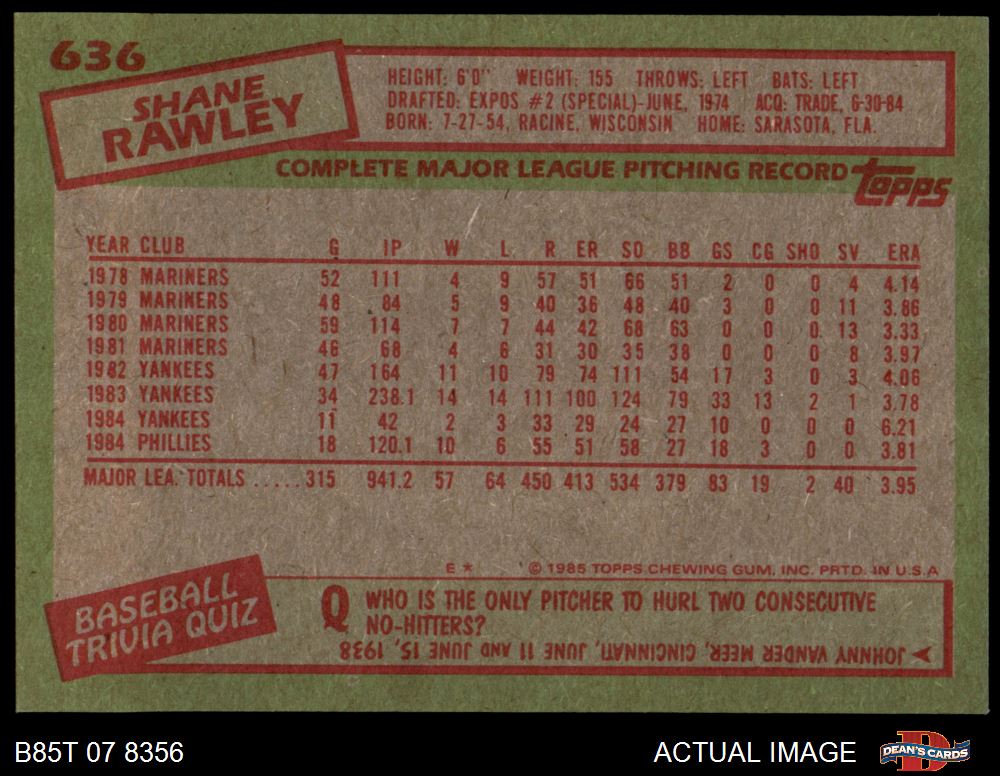 636
SHANE
RAWLEY
HEIGHT: 6'0" WEIGHT: 155 THROWS: LEFT BATS: LEFT
DRAFTED: EXPOS #2 (SPECIAL)-JUNE, 1974 ACQ: TRADE, 6-30-84
BORN: 7-27-54, RACINE, WISCONSIN HOME: SARASOTA, FLA.
COMPLETE MAJOR LEAGUE PITCHING RECORD topps
YEAR CLUB G IP W L R ER SO BB GS CG SHO SV ERA
1978 MARINERS 52 111 4 9 57 51 66 51 2 0 0 4 4.14
1979 MARINERS 48 84 5 9 40 36 48 40 3 0 0 11 3.86
1980 MARINERS 59 114 7 7 44 42 68 63 0 0 0 13 3.33
1981 MARINERS 46 68 4 6 31 30 35 38 0 0 0 8 3.97
1982 YANKEES 47 164 11 10 79 74 111 54 17 3 0 3 4.06
1983 YANKEES 34 238.1 14 14 111 100 124 79 33 13 2 1 3.78
1984 YANKEES 11 42 2 3 33 29 24 27 10 0 0 0 6.21
1984 PHILLIES 18 120.1 10 6 55 51 58 27 18 3 0 0 3.81
MAJOR LEA. TOTALS ..... 315 941.2 57 64 450 413 534 379 83 19 2 40 3.95
E * © 1985 TOPPS CHEWING GUM, INC. PRTD. IN U.S.A
BASEBALL
TRIVIA QUIZ
Q WHO IS THE ONLY PITCHER TO HURL TWO CONSECUTIVE
NO-HITTERS?
JOHNNY VANDER MEER, CINCINNATI, JUNE 11 AND JUNE 15, 1938
B85T 07 8356 ACTUAL IMAGE DEAN'S CARDS